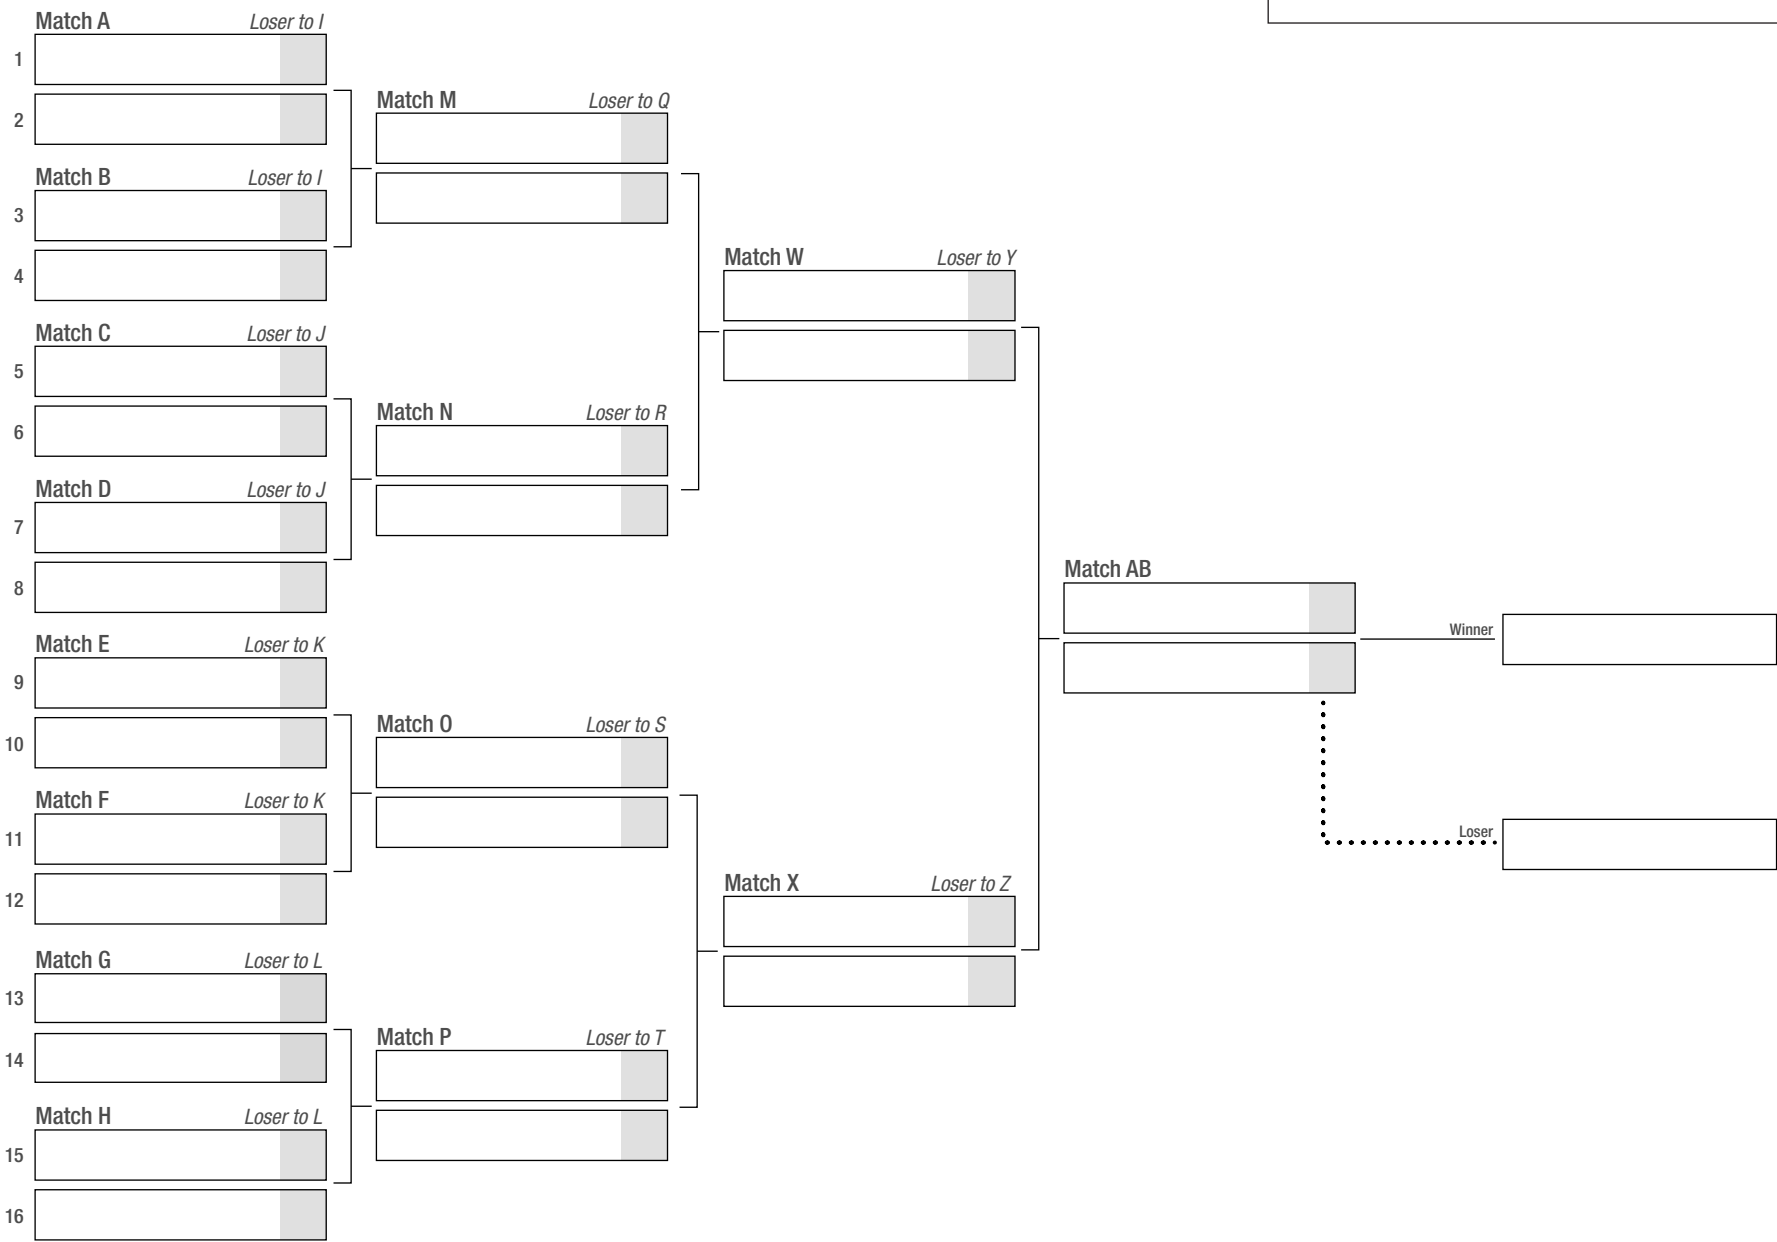 Match A Loser to I
1
2
Match B Loser to I
3
4
Match C Loser to J
5
6
Match D Loser to J
7
8
Match E Loser to K
9
10
Match F Loser to K
11
12
Match G Loser to L
13
14
Match H Loser to L
15
16
Match M Loser to Q
Match N Loser to R
Match O Loser to S
Match P Loser to T
Match W Loser to Y
Match X Loser to Z
Match AB
Winner
Loser